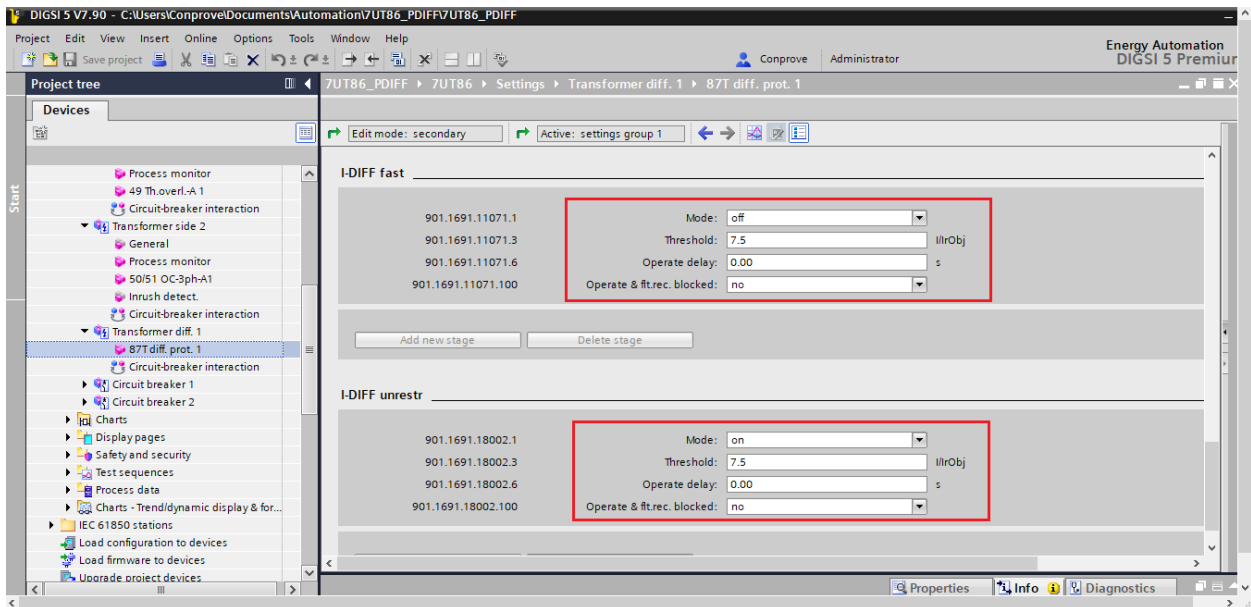 DIGSI 5 V7.90 - C:\Users\Conprove\Documents\Automation\7UT86_PDIFF\7UT86_PDIFF
Project Edit View Insert Online Options Tools Window Help
Energy Automation
DIGSI 5 Premiur
Save project
Conprove Administrator
Project tree
7UT86_PDIFF 7UT86 Settings Transformer diff. 1 87T diff. prot. 1
Devices
Edit mode: secondary Active: settings group 1
Start
Process monitor
49 Th.overl.-A 1
Circuit-breaker interaction
Transformer side 2
General
Process monitor
50/51 OC-3ph-A1
Inrush detect.
Circuit-breaker interaction
Transformer diff. 1
87T diff. prot. 1
Circuit-breaker interaction
Circuit breaker 1
Circuit breaker 2
Charts
Display pages
Safety and security
Test sequences
Process data
Charts - Trend/dynamic display & for...
IEC 61850 stations
Load configuration to devices
Load firmware to devices
Upgrade project devices
I-DIFF fast
901.1691.11071.1 Mode: off
901.1691.11071.3 Threshold: 7.5 I/IrObj
901.1691.11071.6 Operate delay: 0.00 s
901.1691.11071.100 Operate & flt.rec. blocked: no
Add new stage Delete stage
I-DIFF unrestr
901.1691.18002.1 Mode: on
901.1691.18002.3 Threshold: 7.5 I/IrObj
901.1691.18002.6 Operate delay: 0.00 s
901.1691.18002.100 Operate & flt.rec. blocked: no
Properties Info Diagnostics